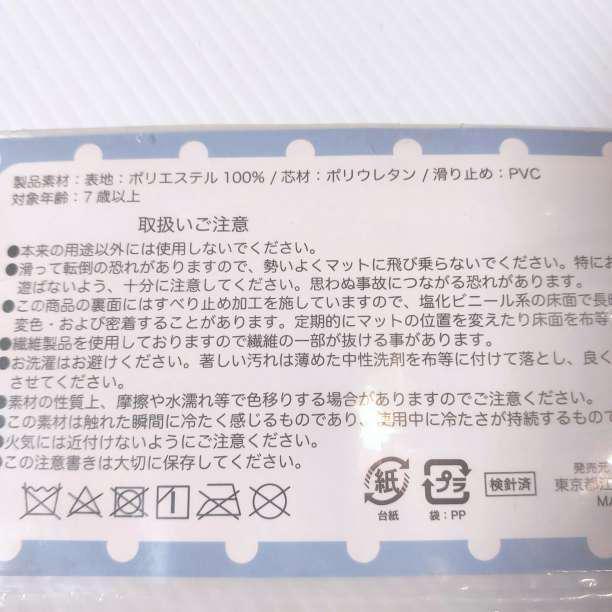 製品素材：表地：ポリエステル 100% / 芯材：ポリウレタン / 滑り止め：PVC
対象年齢：7歳以上
取扱いご注意
●本来の用途以外には使用しないでください。
●滑って転倒の恐れがありますので、勢いよくマットに飛び乗らないでください。特にお
遊ばないよう、十分に注意してください。思わぬ事故につながる恐れがあります。
●この商品の裏面にはすべり止め加工を施していますので、塩化ビニール系の床面で長
変色・および密着することがあります。定期的にマットの位置を変えたり床面を布等
●繊維製品を使用しておりますので繊維の一部が抜ける事があります。
●お洗濯はお避けください。著しい汚れは薄めた中性洗剤を布等に付けて落とし、良く
させてください。
●素材の性質上、摩擦や水濡れ等で色移りする場合がありますのでご注意ください。
●この素材は触れた瞬間に冷たく感じるものであり、使用中に冷たさが持続するもので
●火気には近付けないようにご注意ください。
●この注意書きは大切に保存してください。
紙 プラ 検針済 発売元
台紙 袋：PP 東京都江
MA